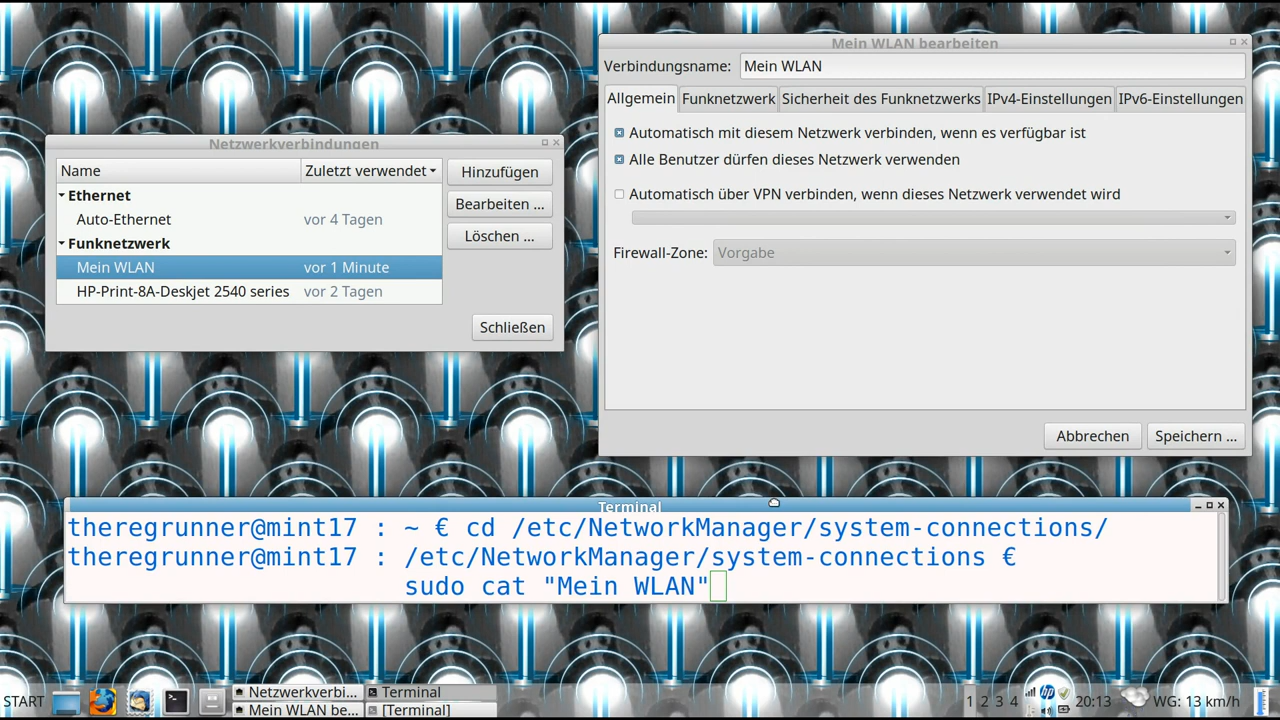 Netzwerkverbindungen
Name Zuletzt verwendet
Ethernet
Auto-Ethernet vor 4 Tagen
Funknetzwerk
Mein WLAN vor 1 Minute
HP-Print-8A-Deskjet 2540 series vor 2 Tagen
Hinzufügen
Bearbeiten ...
Löschen ...
Schließen
Mein WLAN bearbeiten
Verbindungsname: Mein WLAN
Allgemein Funknetzwerk Sicherheit des Funknetzwerks IPv4-Einstellungen IPv6-Einstellungen
Automatisch mit diesem Netzwerk verbinden, wenn es verfügbar ist
Alle Benutzer dürfen dieses Netzwerk verwenden
Automatisch über VPN verbinden, wenn dieses Netzwerk verwendet wird
Firewall-Zone: Vorgabe
Abbrechen Speichern ...
Terminal
theregrunner@mint17 : ~ € cd /etc/NetworkManager/system-connections/
theregrunner@mint17 : /etc/NetworkManager/system-connections €
sudo cat "Mein WLAN"
START
Netzwerkverbi... Terminal
Mein WLAN be... [Terminal]
1 2 3 4 hp 20:13 WG: 13 km/h